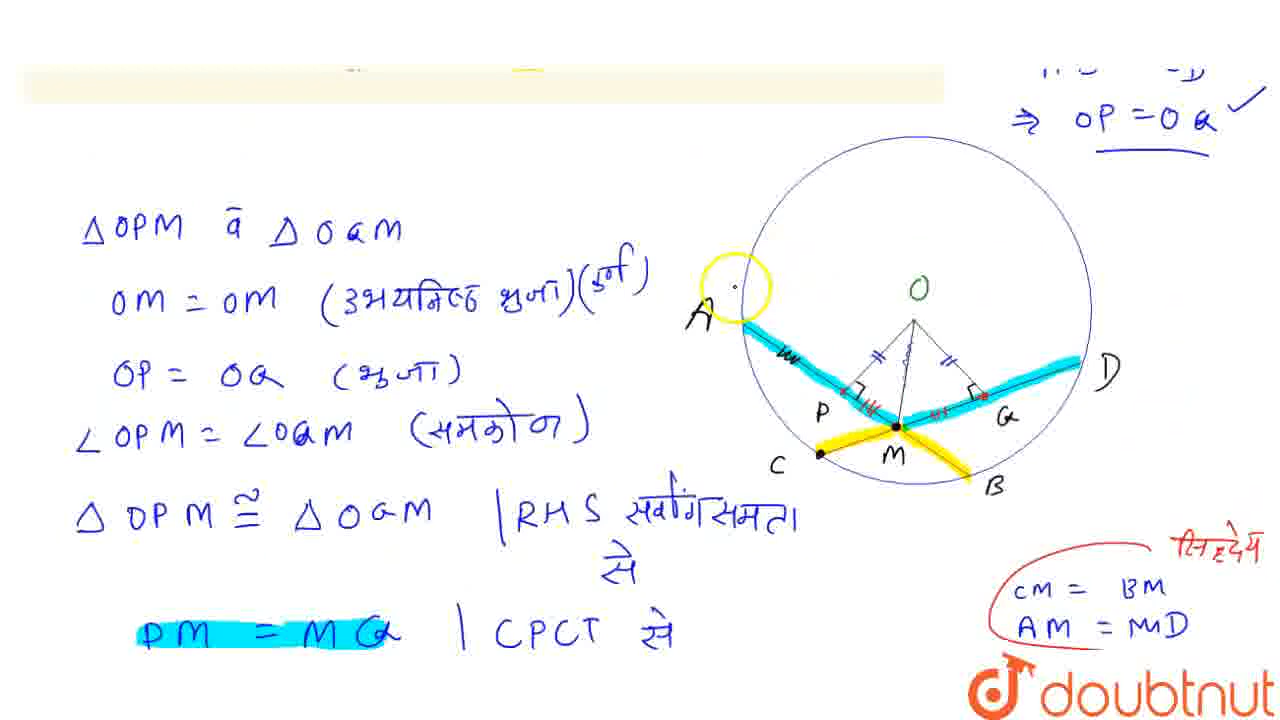 ⇒ OP = OQ ✓
△OPM व △OQM
OM = OM (उभयनिष्ठ भुजा)(कर्ण)
OP = OQ (भुजा)
∠OPM = ∠OQM (समकोण)
△OPM ≅ △OQM | RHS सर्वांगसमता
से
PM = MQ | CPCT से
O
A
D
P
Q
C
M
B
सिद्ध
CM = BM
AM = MD
doubtnut